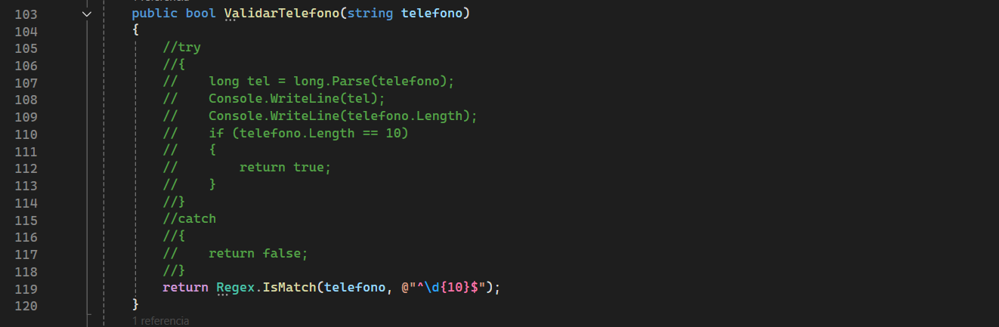 1 referencia
103 public bool ValidarTelefono(string telefono)
104 {
105 //try
106 //{
107 //    long tel = long.Parse(telefono);
108 //    Console.WriteLine(tel);
109 //    Console.WriteLine(telefono.Length);
110 //    if (telefono.Length == 10)
111 //    {
112 //        return true;
113 //    }
114 //}
115 //catch
116 //{
117 //    return false;
118 //}
119 return Regex.IsMatch(telefono, @"^\d{10}$");
120 }
1 referencia